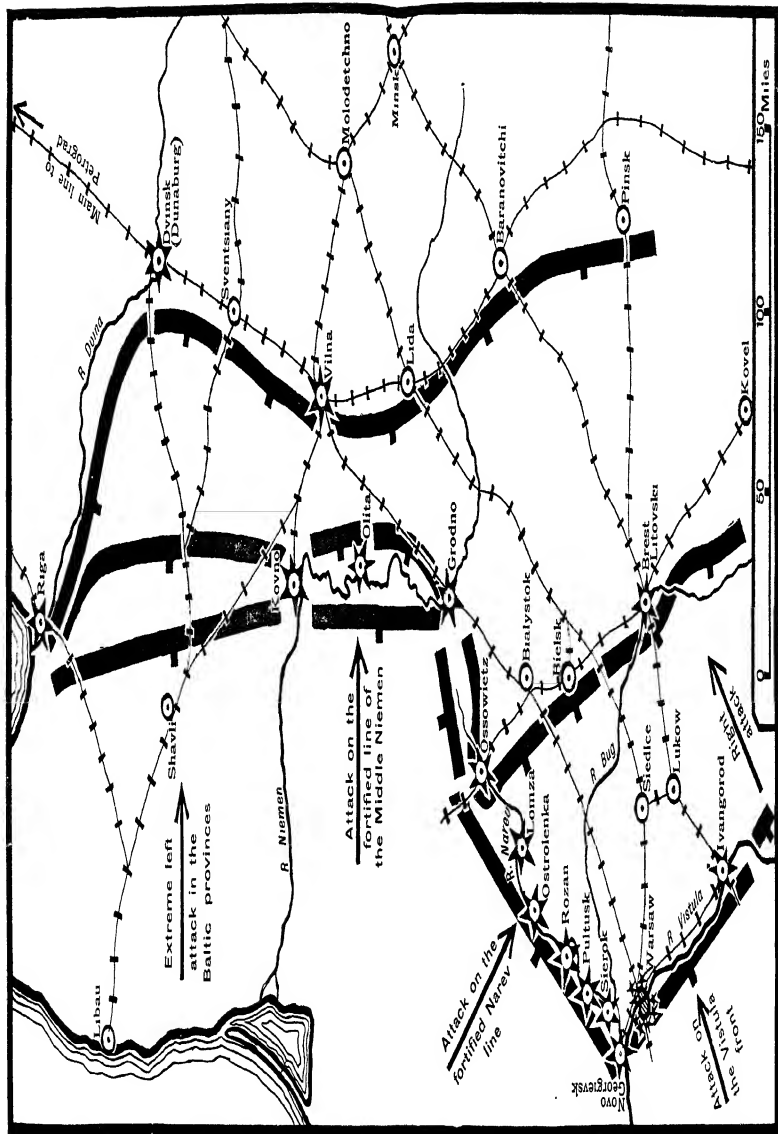 Main line to
Petrograd
Riga
R Dvina
Dvinsk
(Dunaburg)
Sventsiany
Molodetchno
Minsk
Libau
Shavli
Extreme left
attack in the
Baltic provinces
Kovno
Vilna
R. NIEMEN
Olita
Lida
Attack on the
fortified line of
the Middle Niemen
Grodno
Baranovitchi
Ossowietz
Bialystok
Bielsk
Pinsk
Attack on the
fortified Narev
line
R. Narev
Lomza
Ostrolenka
Rozan
Pultusk
Sierok
Novo
Georgievsk
R Bug
Brest
Litovski
Siedlce
Lukow
Warsaw
R Vistula
Ivangorod
Kovel
Attack on
the Vistula
front
Right
attack
0 50 100 150 Miles